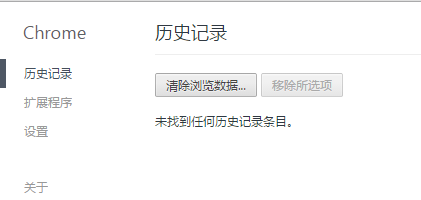 Chrome
历史记录
历史记录
扩展程序
设置
关于
清除浏览数据...
移除所选项
未找到任何历史记录条目。